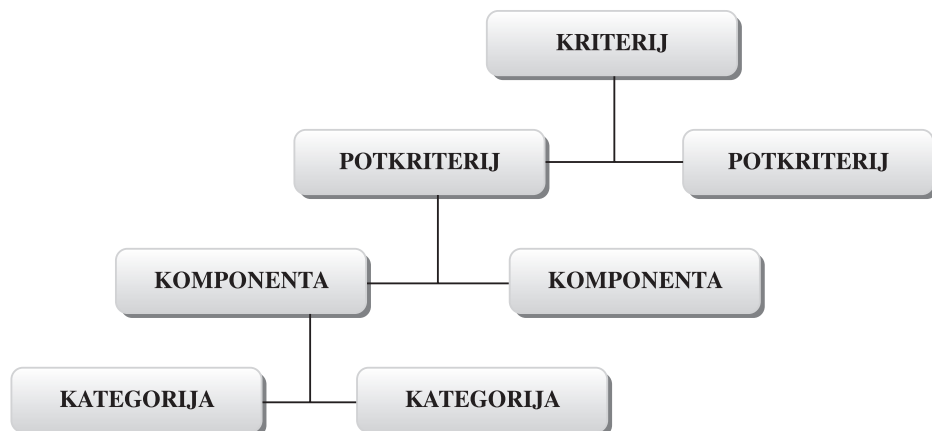 KRITERIJ
POTKRITERIJ
POTKRITERIJ
KOMPONENTA
KOMPONENTA
KATEGORIJA
KATEGORIJA